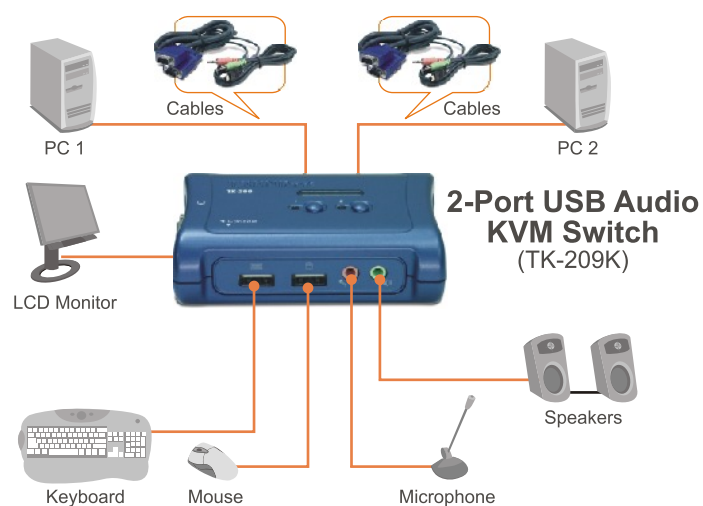 Cables
Cables
PC 1
PC 2
2-Port USB Audio
KVM Switch
(TK-209K)
LCD Monitor
Speakers
Keyboard
Mouse
Microphone